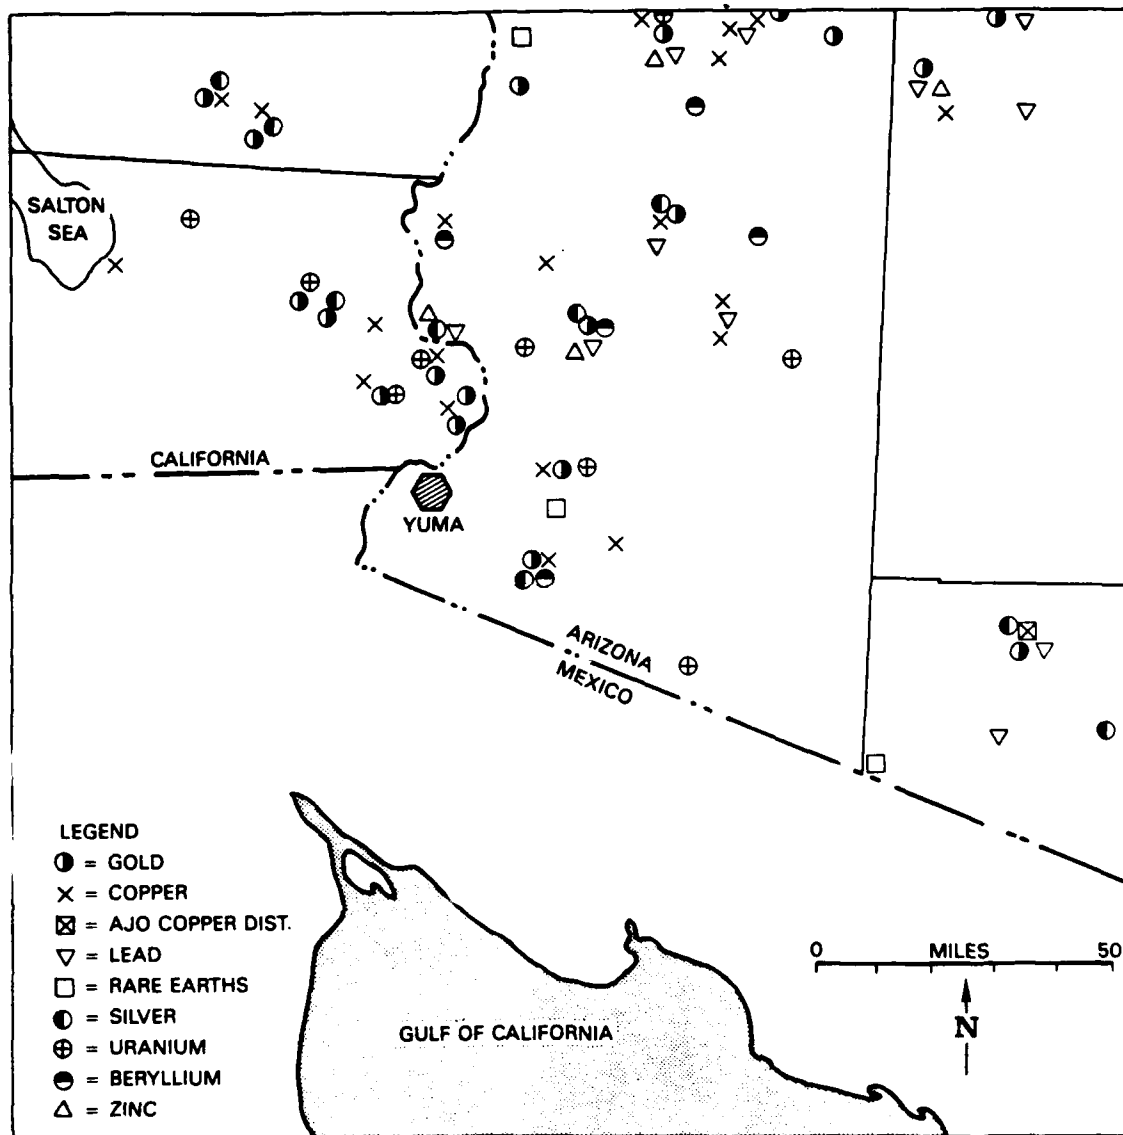 SALTON
SEA
CALIFORNIA
YUMA
ARIZONA
MEXICO
LEGEND
= GOLD
= COPPER
= AJO COPPER DIST.
= LEAD
= RARE EARTHS
= SILVER
= URANIUM
= BERYLLIUM
= ZINC
0 MILES 50
N
GULF OF CALIFORNIA